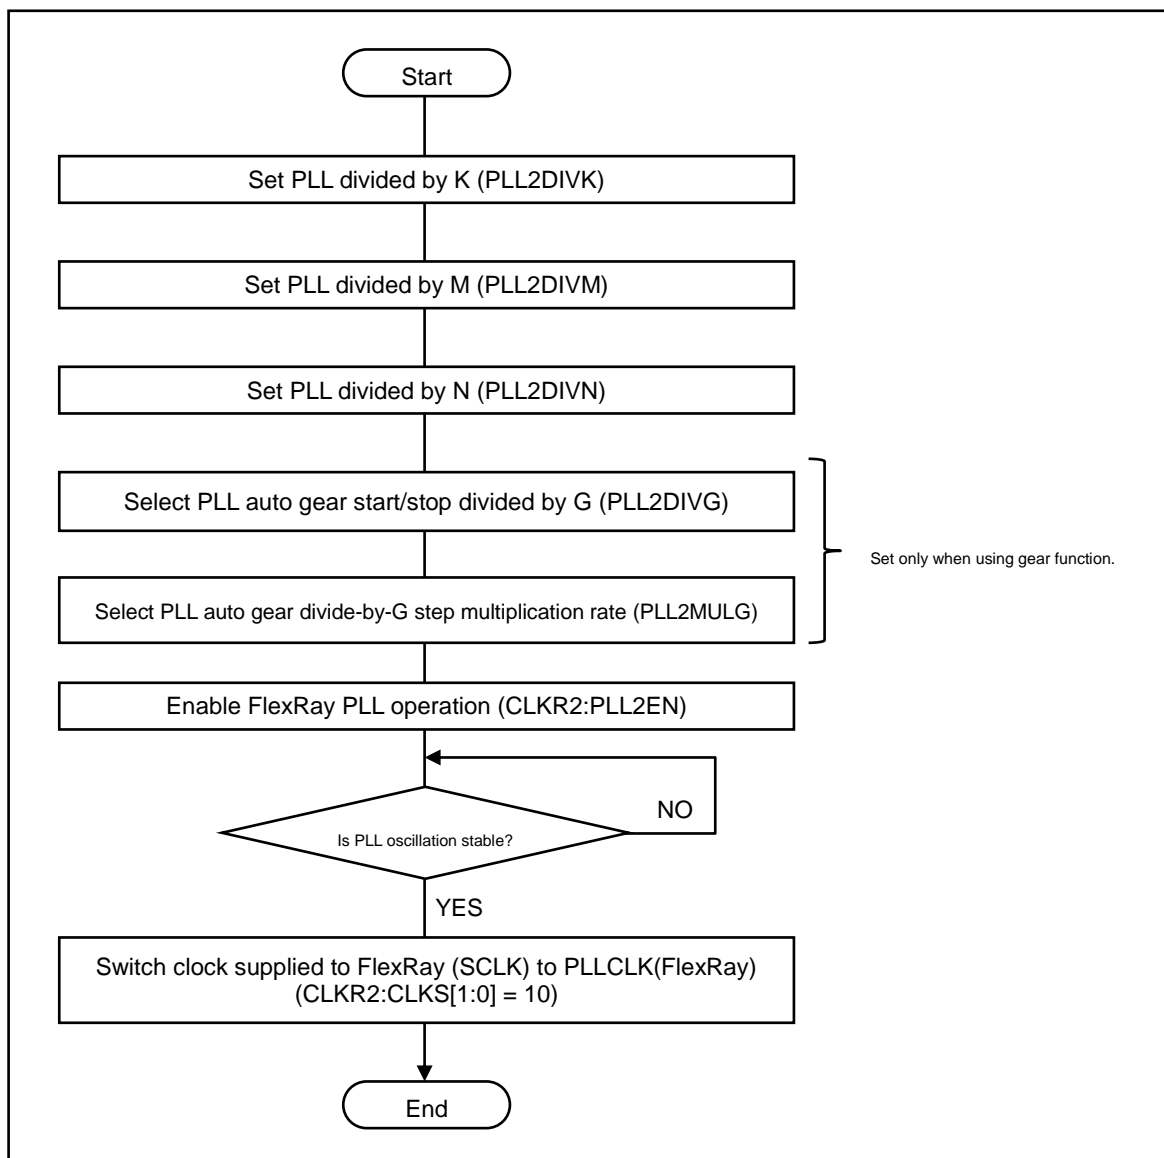 Start
Set PLL divided by K (PLL2DIVK)
Set PLL divided by M (PLL2DIVM)
Set PLL divided by N (PLL2DIVN)
Select PLL auto gear start/stop divided by G (PLL2DIVG)
Set only when using gear function.
Select PLL auto gear divide-by-G step multiplication rate (PLL2MULG)
Enable FlexRay PLL operation (CLKR2:PLL2EN)
NO
Is PLL oscillation stable?
YES
Switch clock supplied to FlexRay (SCLK) to PLLCLK(FlexRay)
(CLKR2:CLKS[1:0] = 10)
End